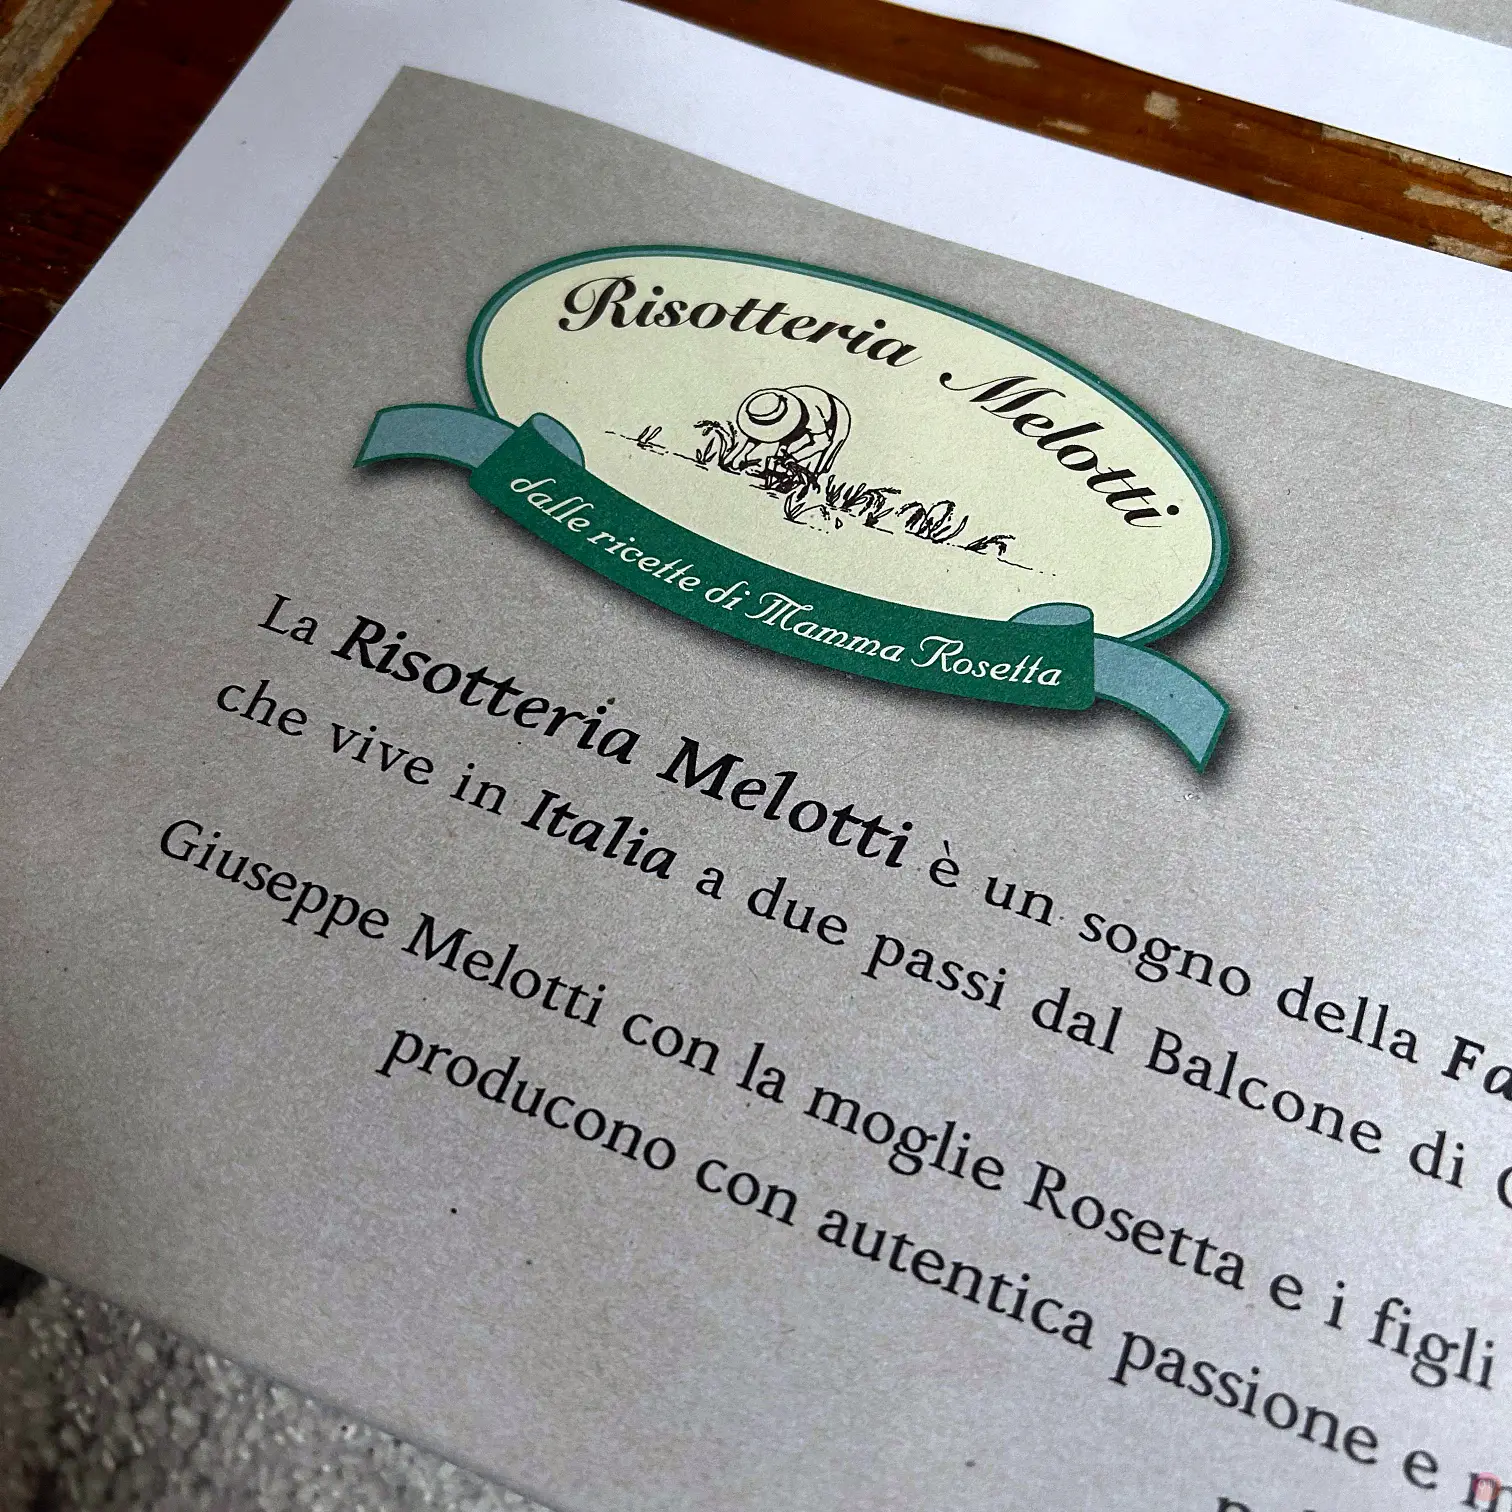 Risotteria Melotti
dalle ricette di Mamma Rosetta
La Risotteria Melotti è un sogno della
che vive in Italia a due passi dal Balcone di
Giuseppe Melotti con la moglie Rosetta e i figli
producono con autentica passione e